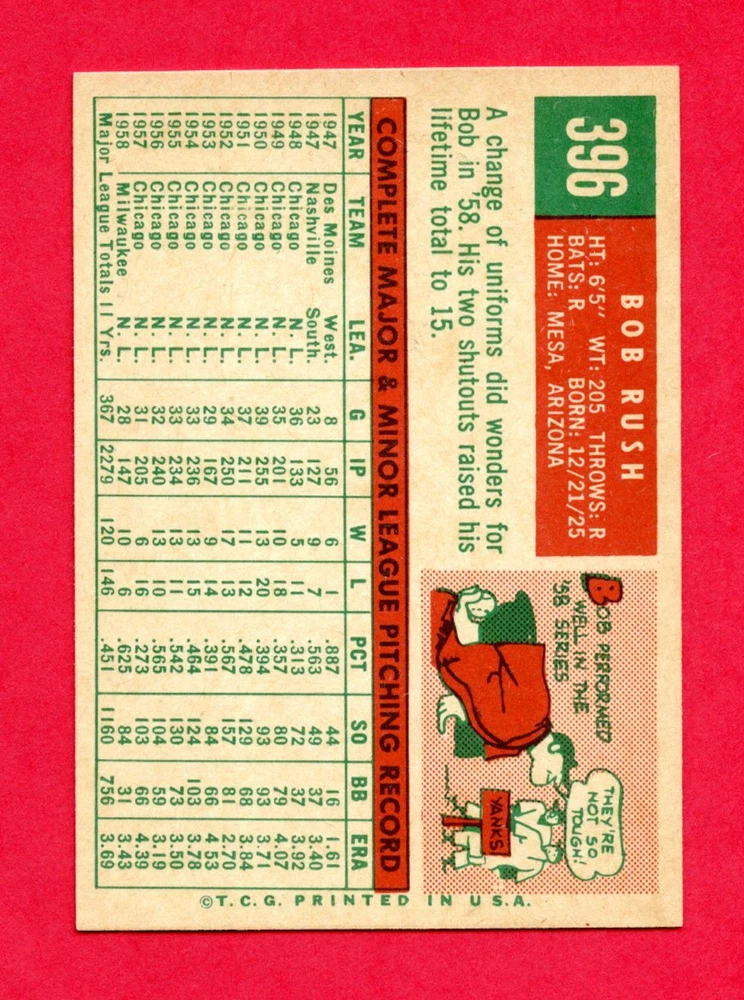 396
BOB RUSH
HT: 6'5" WT: 205 THROWS: R
BATS: R BORN: 12/21/25
HOME: MESA, ARIZONA
A change of uniforms did wonders for
Bob in '58. His two shutouts raised his
lifetime total to 15.
BOB PERFORMED
WELL IN THE
'58 SERIES
THEY'RE
NOT SO
TOUGH!
YANKS
COMPLETE MAJOR & MINOR LEAGUE PITCHING RECORD
YEAR TEAM LEA. G IP W L PCT SO BB ERA
1947 Des Moines West. 8 56 6 1 .887 44 16 1.61
1947 Nashville South. 23 127 9 7 .563 49 37 3.40
1948 Chicago N. L. 36 133 5 11 .313 72 37 3.92
1949 Chicago N. L. 35 201 10 18 .357 80 79 4.07
1950 Chicago N. L. 39 255 13 20 .394 93 93 3.71
1951 Chicago N. L. 37 211 11 12 .478 129 68 3.84
1952 Chicago N. L. 34 250 17 13 .567 157 81 2.70
1953 Chicago N. L. 29 167 9 14 .391 84 66 4.53
1954 Chicago N. L. 33 236 13 15 .464 124 103 3.78
1955 Chicago N. L. 33 234 13 11 .542 130 73 3.50
1956 Chicago N. L. 32 240 13 10 .565 104 59 3.19
1957 Chicago N. L. 31 205 6 16 .273 103 66 4.39
1958 Milwaukee N. L. 28 147 10 6 .625 84 31 3.43
Major League Totals 11 Yrs. 367 2279 120 146 .451 1160 756 3.69
©T.C.G. PRINTED IN U.S.A.